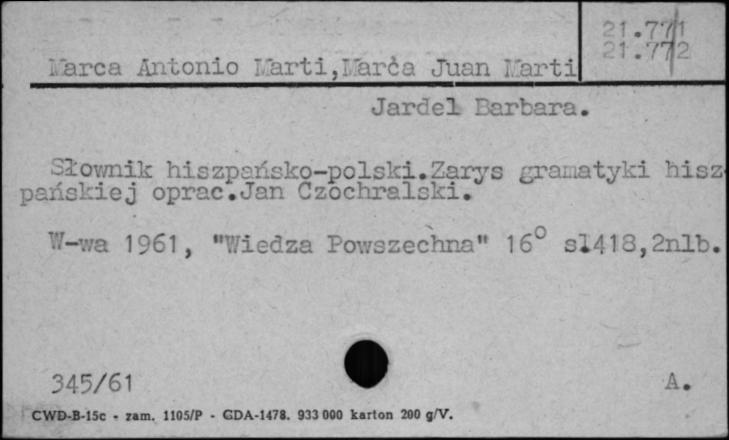 21.771
21.772
Marca Antonio Marti,Marća Juan Marti
Jardel Barbara.
Słownik hiszpańsko-polski.Zarys gramatyki hisz-
pańskiej oprac.Jan Czochralski.
W-wa 1961, "Wiedza Powszechna" 16° s1418,2nlb.
345/61
A.
CWD-B-15c - zam. 1105/P - GDA-1478. 933 000 karton 200 g/V.